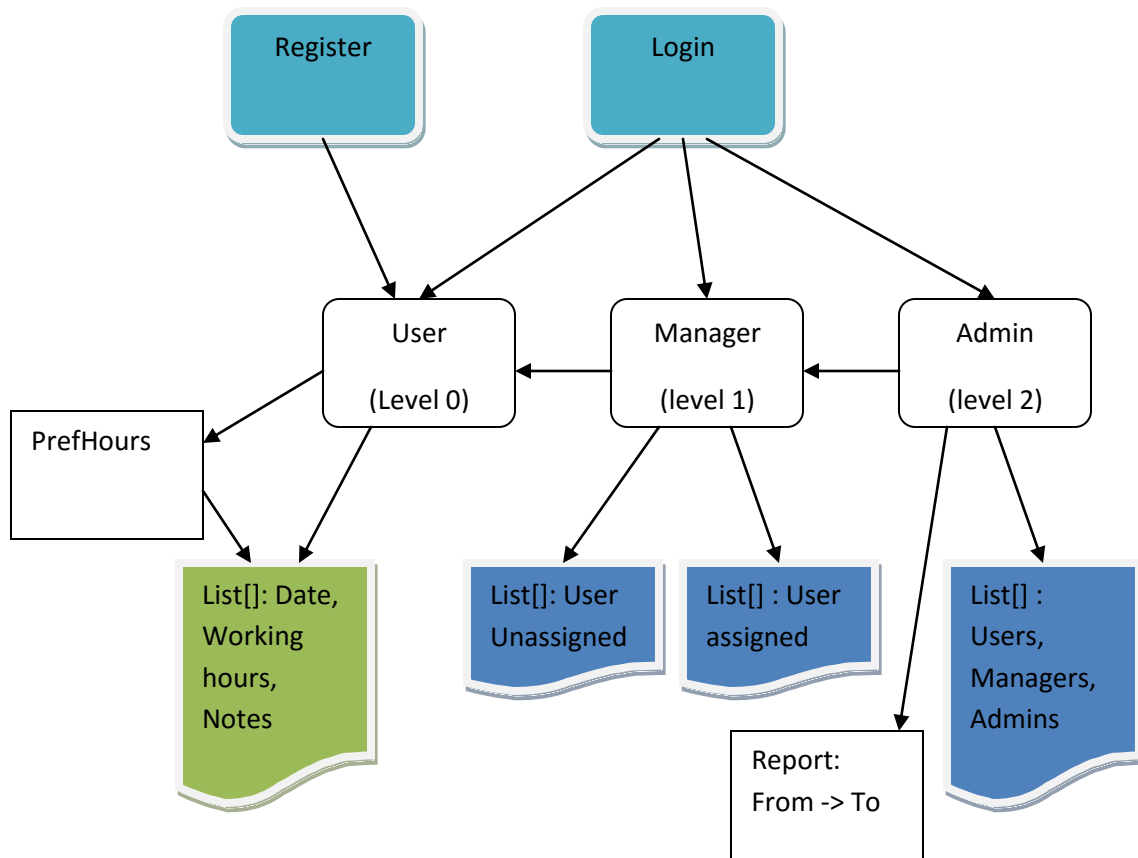 Register
Login
User
(Level 0)
Manager
(level 1)
Admin
(level 2)
PrefHours
List[]: Date,
Working
hours,
Notes
List[]: User
Unassigned
List[] : User
assigned
List[] :
Users,
Managers,
Admins
Report:
From -> To